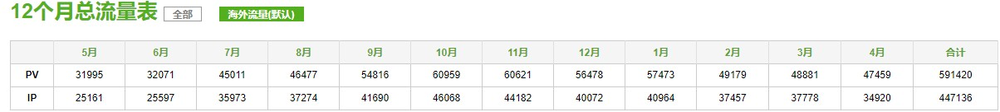 12个月总流量表 全部 海外流量(默认)
5月 6月 7月 8月 9月 10月 11月 12月 1月 2月 3月 4月 合计
PV 31995 32071 45011 46477 54816 60959 60621 56478 57473 49179 48881 47459 591420
IP 25161 25597 35973 37274 41690 46068 44182 40072 40964 37457 37778 34920 447136